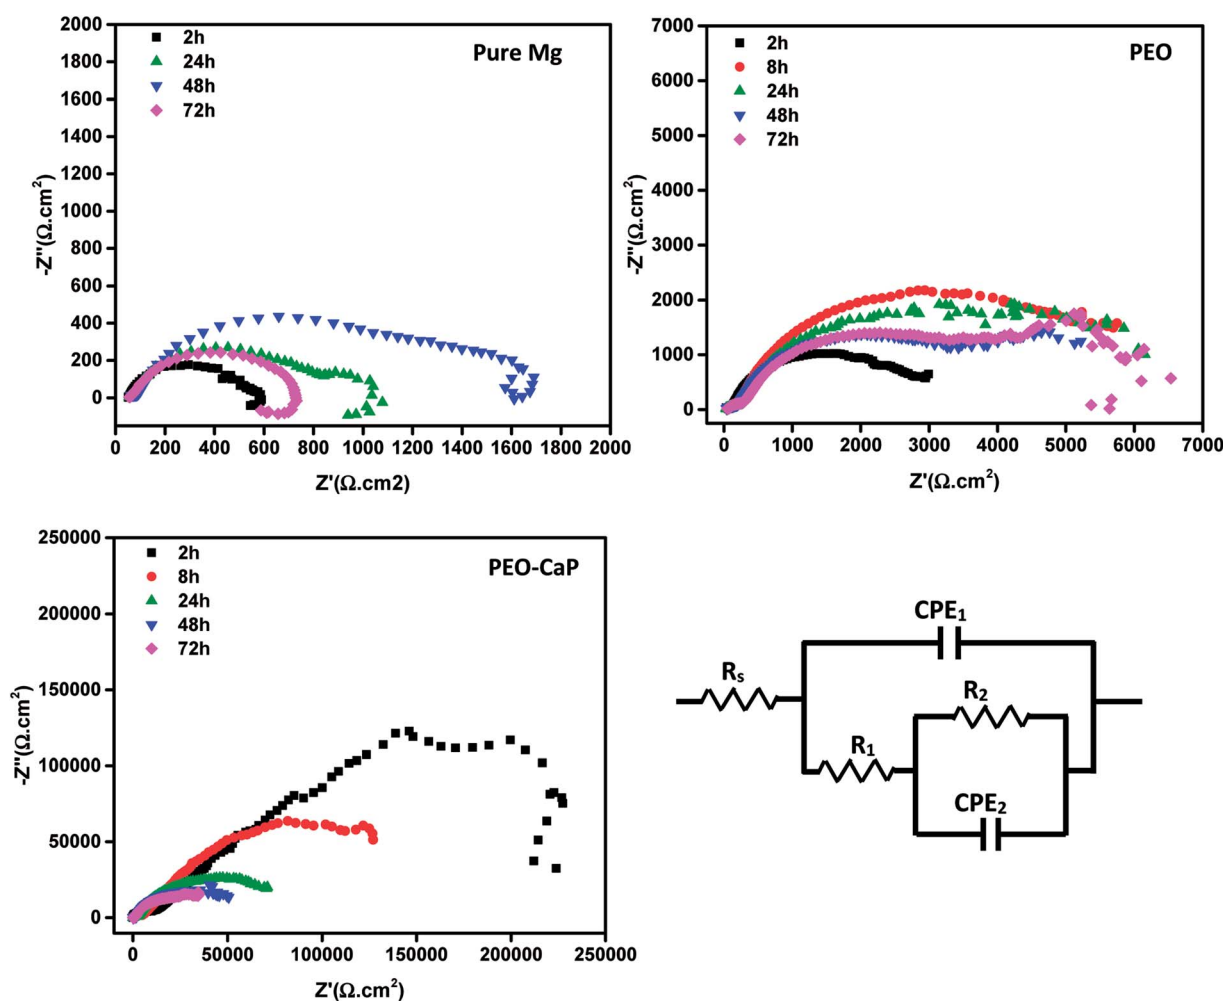 Pure Mg
2h
24h
48h
72h
2000
1800
1600
1400
1200
1000
800
600
400
200
0
-Z''(Ω.cm²)
0 200 400 600 800 1000 1200 1400 1600 1800 2000
Z'(Ω.cm2)
PEO
2h
8h
24h
48h
72h
7000
6000
5000
4000
3000
2000
1000
0
-Z''(Ω.cm²)
0 1000 2000 3000 4000 5000 6000 7000
Z'(Ω.cm²)
PEO-CaP
2h
8h
24h
48h
72h
250000
200000
150000
100000
50000
0
-Z''(Ω.cm²)
0 50000 100000 150000 200000 250000
Z'(Ω.cm²)
CPE₁
Rₛ
R₂
R₁
CPE₂